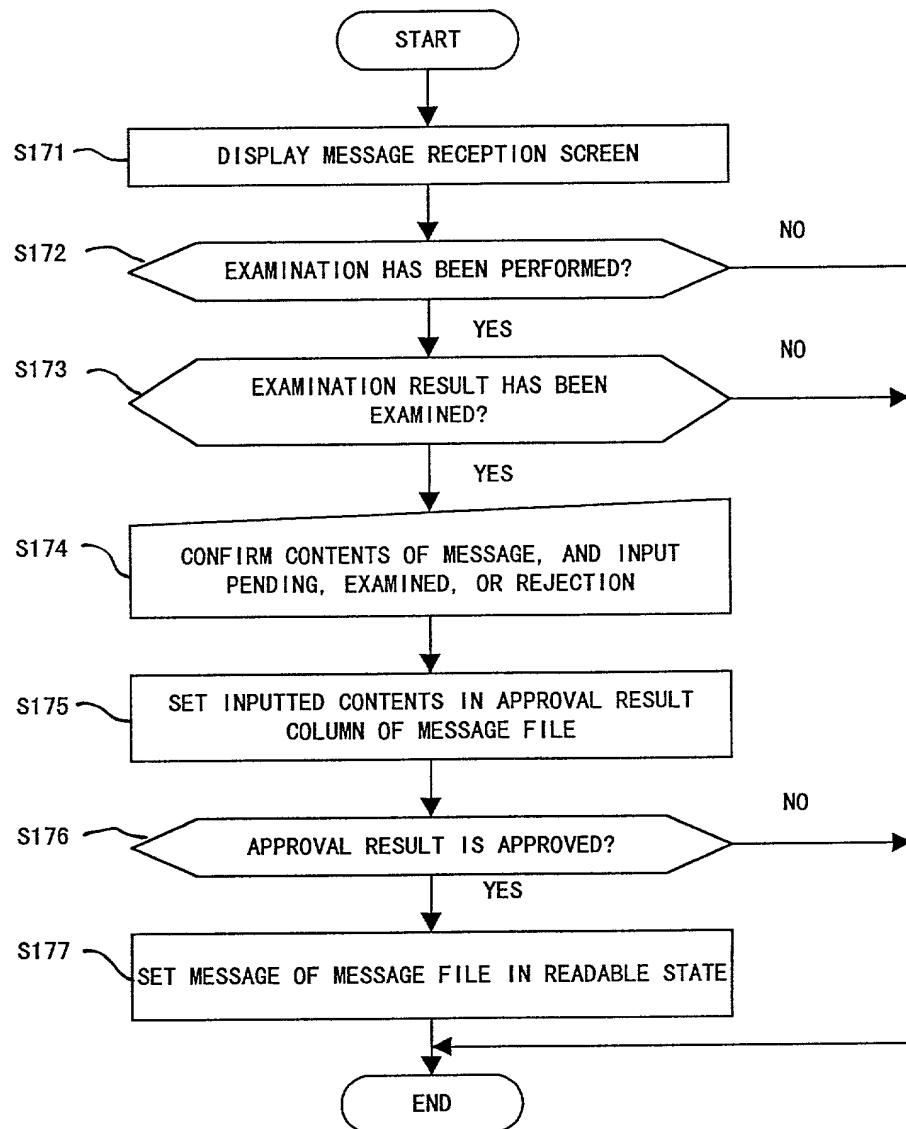 START
S171
DISPLAY MESSAGE RECEPTION SCREEN
NO
S172
EXAMINATION HAS BEEN PERFORMED?
YES
NO
S173
EXAMINATION RESULT HAS BEEN
EXAMINED?
YES
S174
CONFIRM CONTENTS OF MESSAGE, AND INPUT
PENDING, EXAMINED, OR REJECTION
S175
SET INPUTTED CONTENTS IN APPROVAL RESULT
COLUMN OF MESSAGE FILE
NO
S176
APPROVAL RESULT IS APPROVED?
YES
S177
SET MESSAGE OF MESSAGE FILE IN READABLE STATE
END